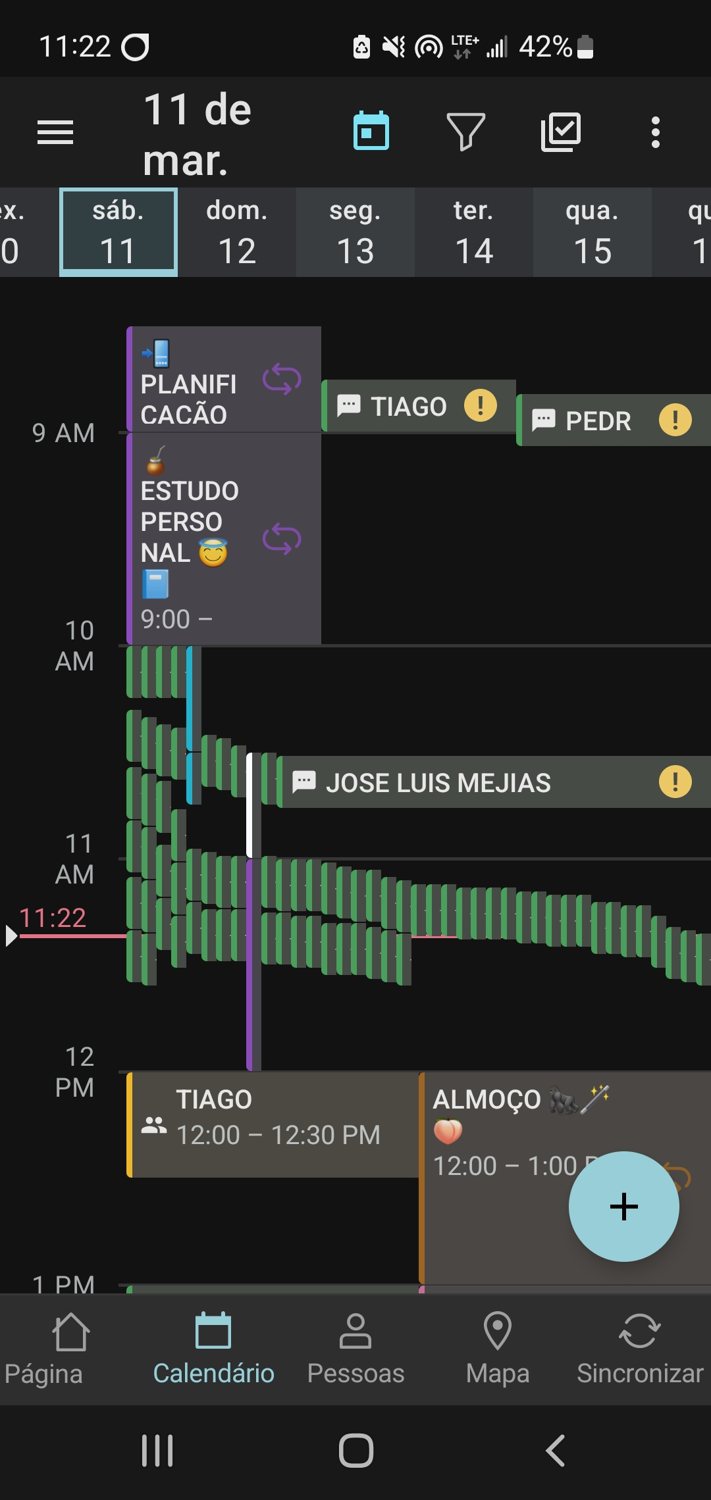 11:22
LTE+
42%
11 de
mar.
ex.
sáb.
dom.
seg.
ter.
qua.
qu
0
11
12
13
14
15
1
PLANIFI
CACÃO
TIAGO
PEDR
9 AM
ESTUDO
PERSO
NAL
9:00 –
10
AM
JOSE LUIS MEJIAS
11
AM
11:22
12
PM
TIAGO
12:00 – 12:30 PM
ALMOÇO
12:00 – 1:00 P
1 PM
Página
Calendário
Pessoas
Mapa
Sincronizar